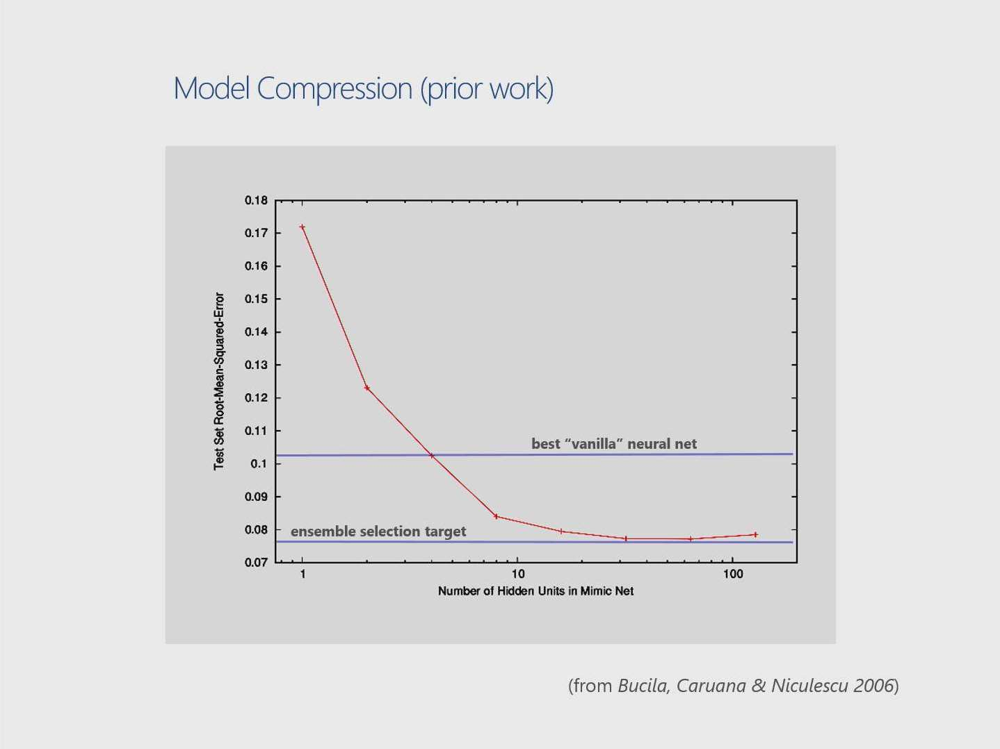 Model Compression (prior work)
0.18
0.17
0.16
0.15
0.14
0.13
0.12
0.11
0.1
0.09
0.08
0.07
Test Set Root-Mean-Squared-Error
best “vanilla” neural net
ensemble selection target
1 10 100
Number of Hidden Units in Mimic Net
(from Bucila, Caruana & Niculescu 2006)